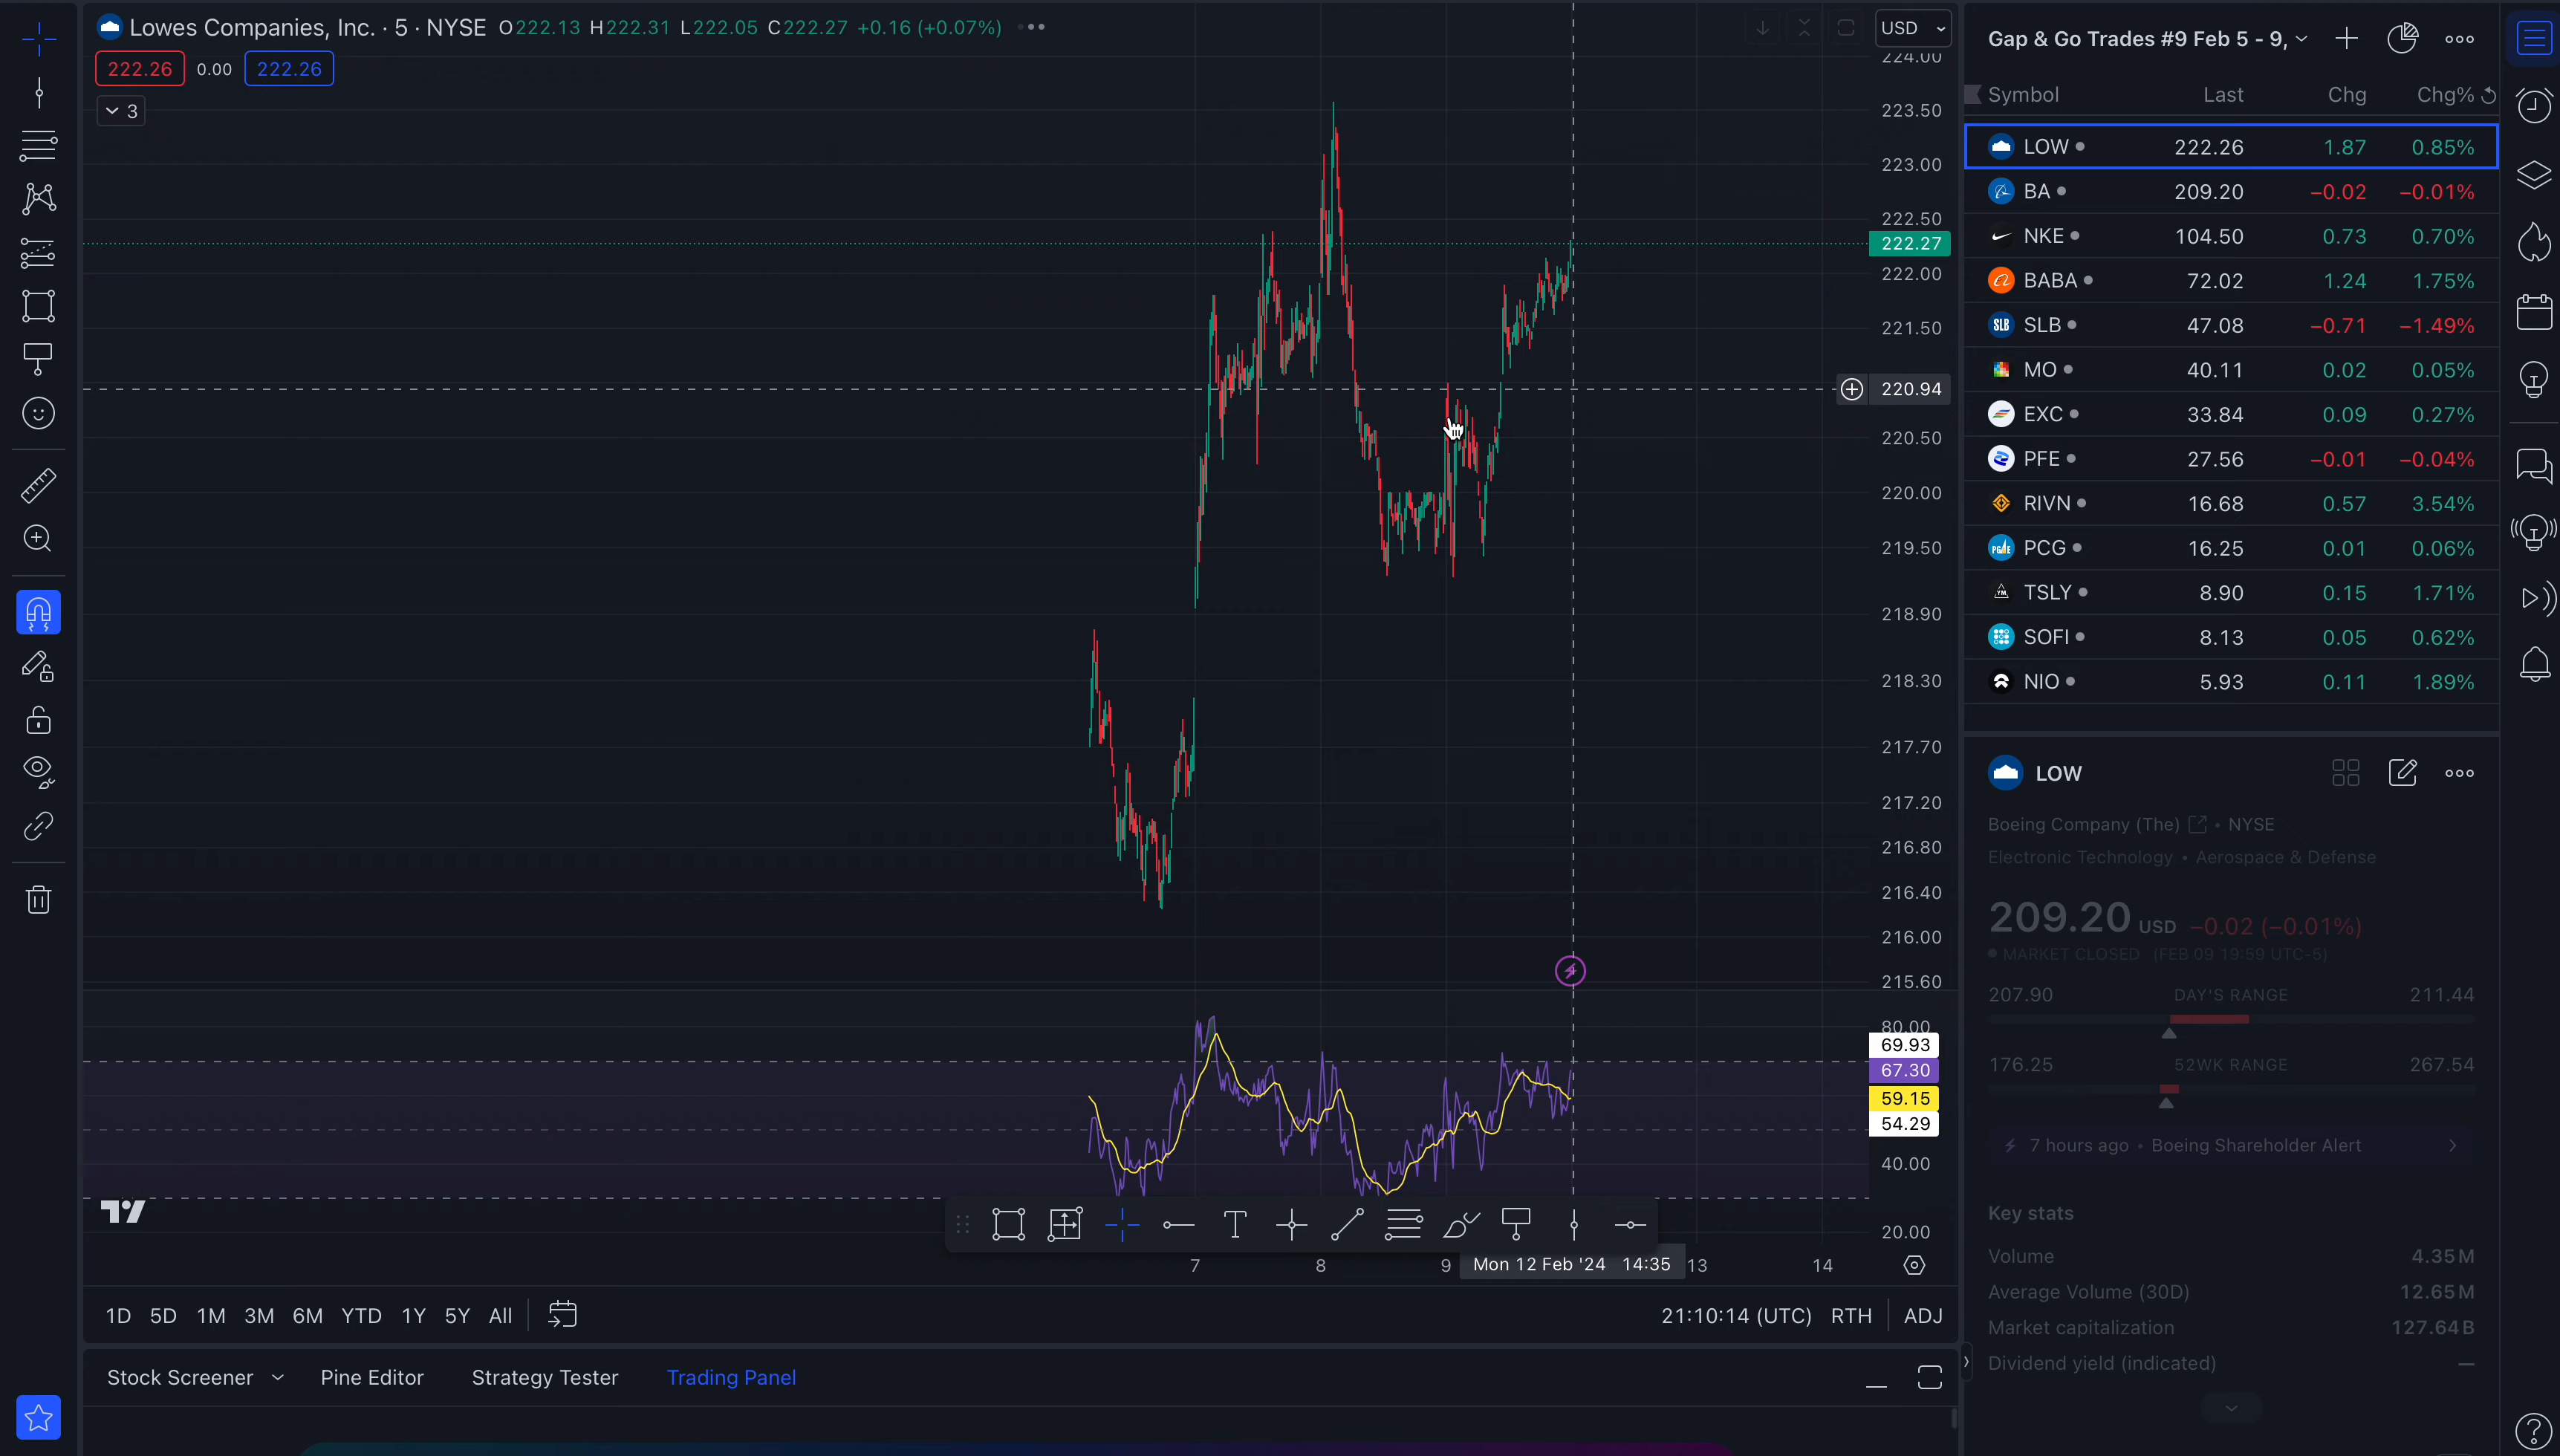 Lowes Companies, Inc. · 5 · NYSE O222.13 H222.31 L222.05 C222.27 +0.16 (+0.07%)
222.26 0.00 222.26
3
USD
224.00
223.50
223.00
222.50
222.27
222.00
221.50
220.94
220.50
220.00
219.50
218.90
218.30
217.70
217.20
216.80
216.40
216.00
215.60
80.00
69.93
67.30
59.15
54.29
40.00
20.00
7 8 9 Mon 12 Feb '24 14:35 13 14
1D 5D 1M 3M 6M YTD 1Y 5Y All 21:10:14 (UTC) RTH ADJ
Stock Screener Pine Editor Strategy Tester Trading Panel
Gap & Go Trades #9 Feb 5 - 9,
Symbol Last Chg Chg%
LOW 222.26 1.87 0.85%
BA 209.20 −0.02 −0.01%
NKE 104.50 0.73 0.70%
BABA 72.02 1.24 1.75%
SLB SLB 47.08 −0.71 −1.49%
MO 40.11 0.02 0.05%
EXC 33.84 0.09 0.27%
PFE 27.56 −0.01 −0.04%
RIVN 16.68 0.57 3.54%
PG&E PCG 16.25 0.01 0.06%
YM TSLY 8.90 0.15 1.71%
SOFI 8.13 0.05 0.62%
NIO 5.93 0.11 1.89%
LOW
Boeing Company (The) • NYSE
Electronic Technology • Aerospace & Defense
209.20 USD −0.02 (−0.01%)
MARKET CLOSED (FEB 09 19:59 UTC-5)
207.90 DAY'S RANGE 211.44
176.25 52WK RANGE 267.54
7 hours ago • Boeing Shareholder Alert
Key stats
Volume 4.35M
Average Volume (30D) 12.65M
Market capitalization 127.64B
Dividend yield (indicated) —